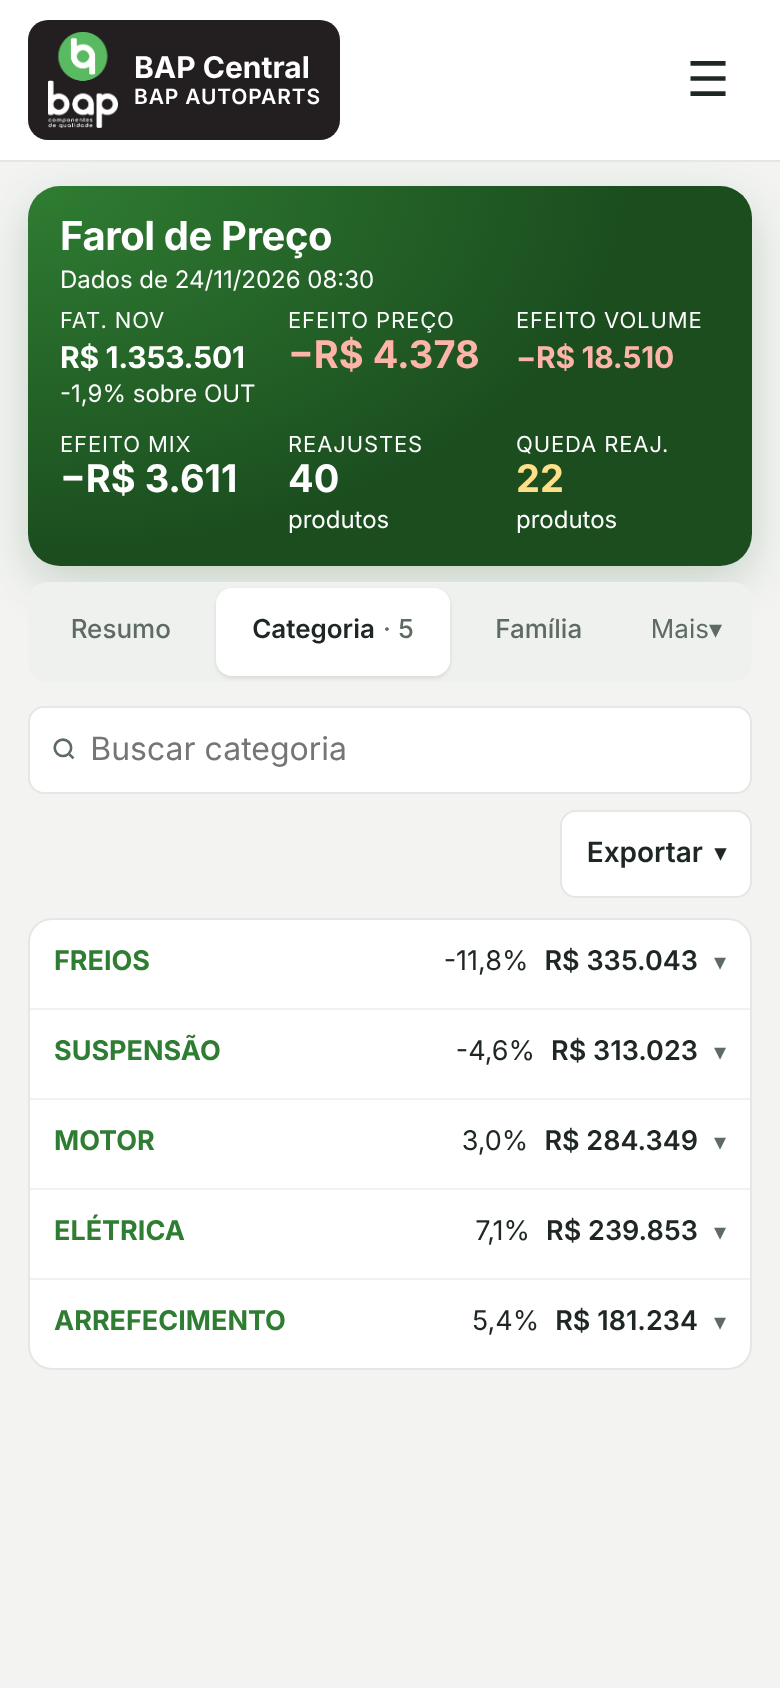 bap
componentes
de qualidade
BAP Central
BAP AUTOPARTS
☰
Farol de Preço
Dados de 24/11/2026 08:30
FAT. NOV
R$ 1.353.501
-1,9% sobre OUT
EFEITO PREÇO
−R$ 4.378
EFEITO VOLUME
−R$ 18.510
EFEITO MIX
−R$ 3.611
REAJUSTES
40
produtos
QUEDA REAJ.
22
produtos
Resumo
Categoria · 5
Família
Mais▾
Buscar categoria
Exportar ▾
FREIOS -11,8% R$ 335.043 ▾
SUSPENSÃO -4,6% R$ 313.023 ▾
MOTOR 3,0% R$ 284.349 ▾
ELÉTRICA 7,1% R$ 239.853 ▾
ARREFECIMENTO 5,4% R$ 181.234 ▾